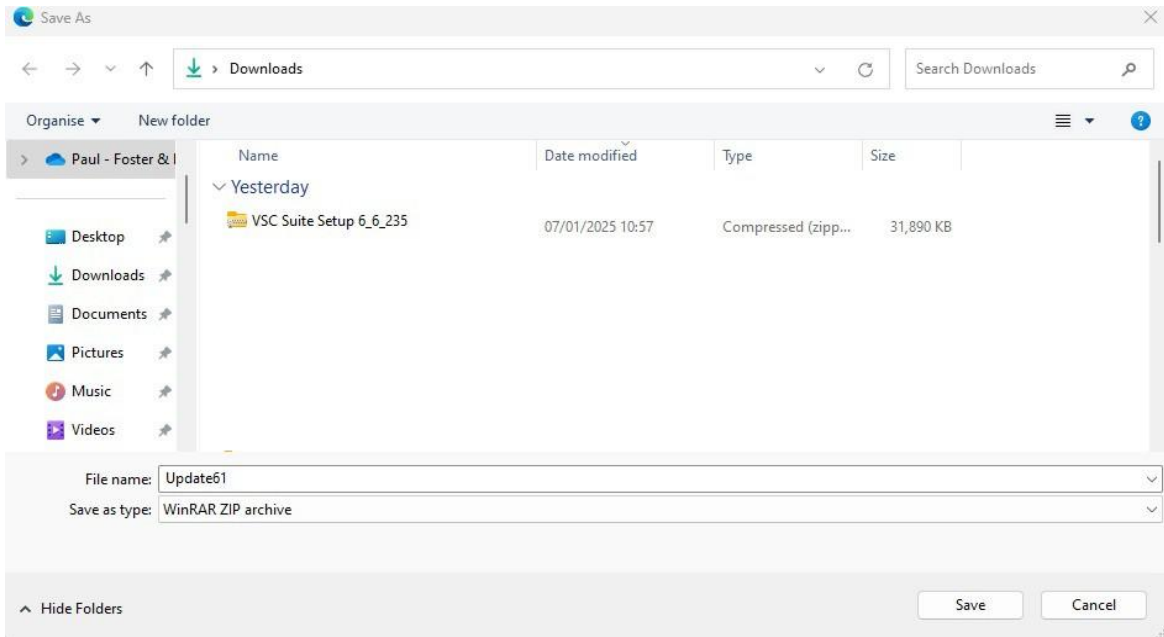 Save As
Downloads
Search Downloads
Organise
New folder
Paul - Foster &
Name
Date modified
Type
Size
Yesterday
Desktop
VSC Suite Setup 6_6_235
07/01/2025 10:57
Compressed (zipp...
31,890 KB
Downloads
Documents
Pictures
Music
Videos
File name: Update61
Save as type: WinRAR ZIP archive
Hide Folders
Save
Cancel